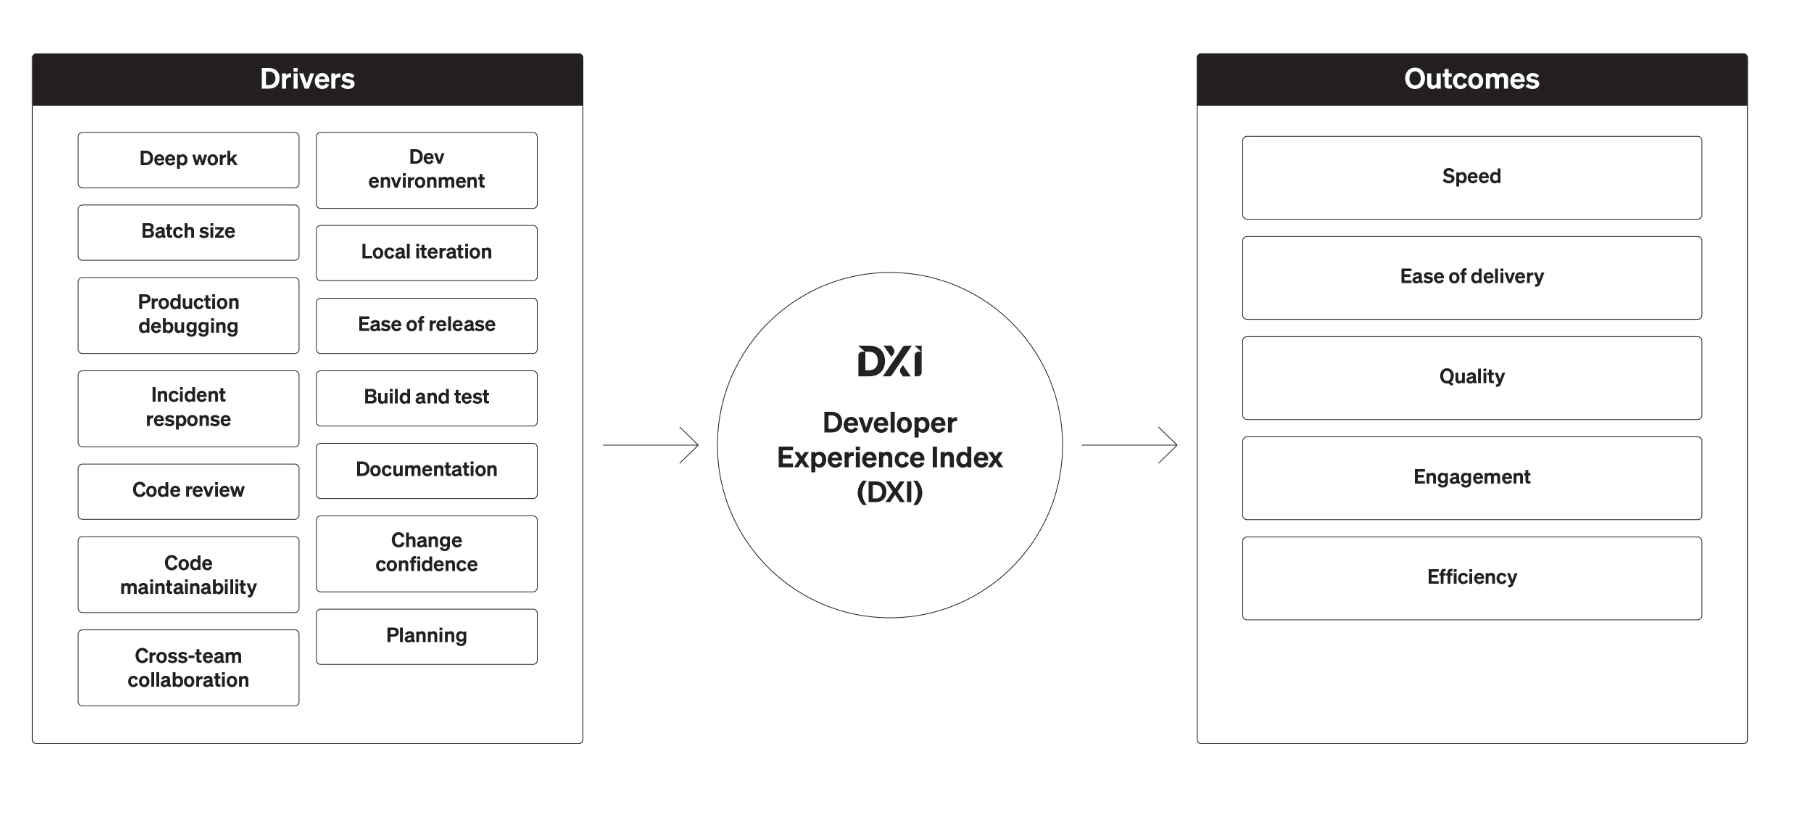 Drivers
Deep work
Batch size
Production
debugging
Incident
response
Code review
Code
maintainability
Cross-team
collaboration
Dev
environment
Local iteration
Ease of release
Build and test
Documentation
Change
confidence
Planning
DXI
Developer
Experience Index
(DXI)
Outcomes
Speed
Ease of delivery
Quality
Engagement
Efficiency